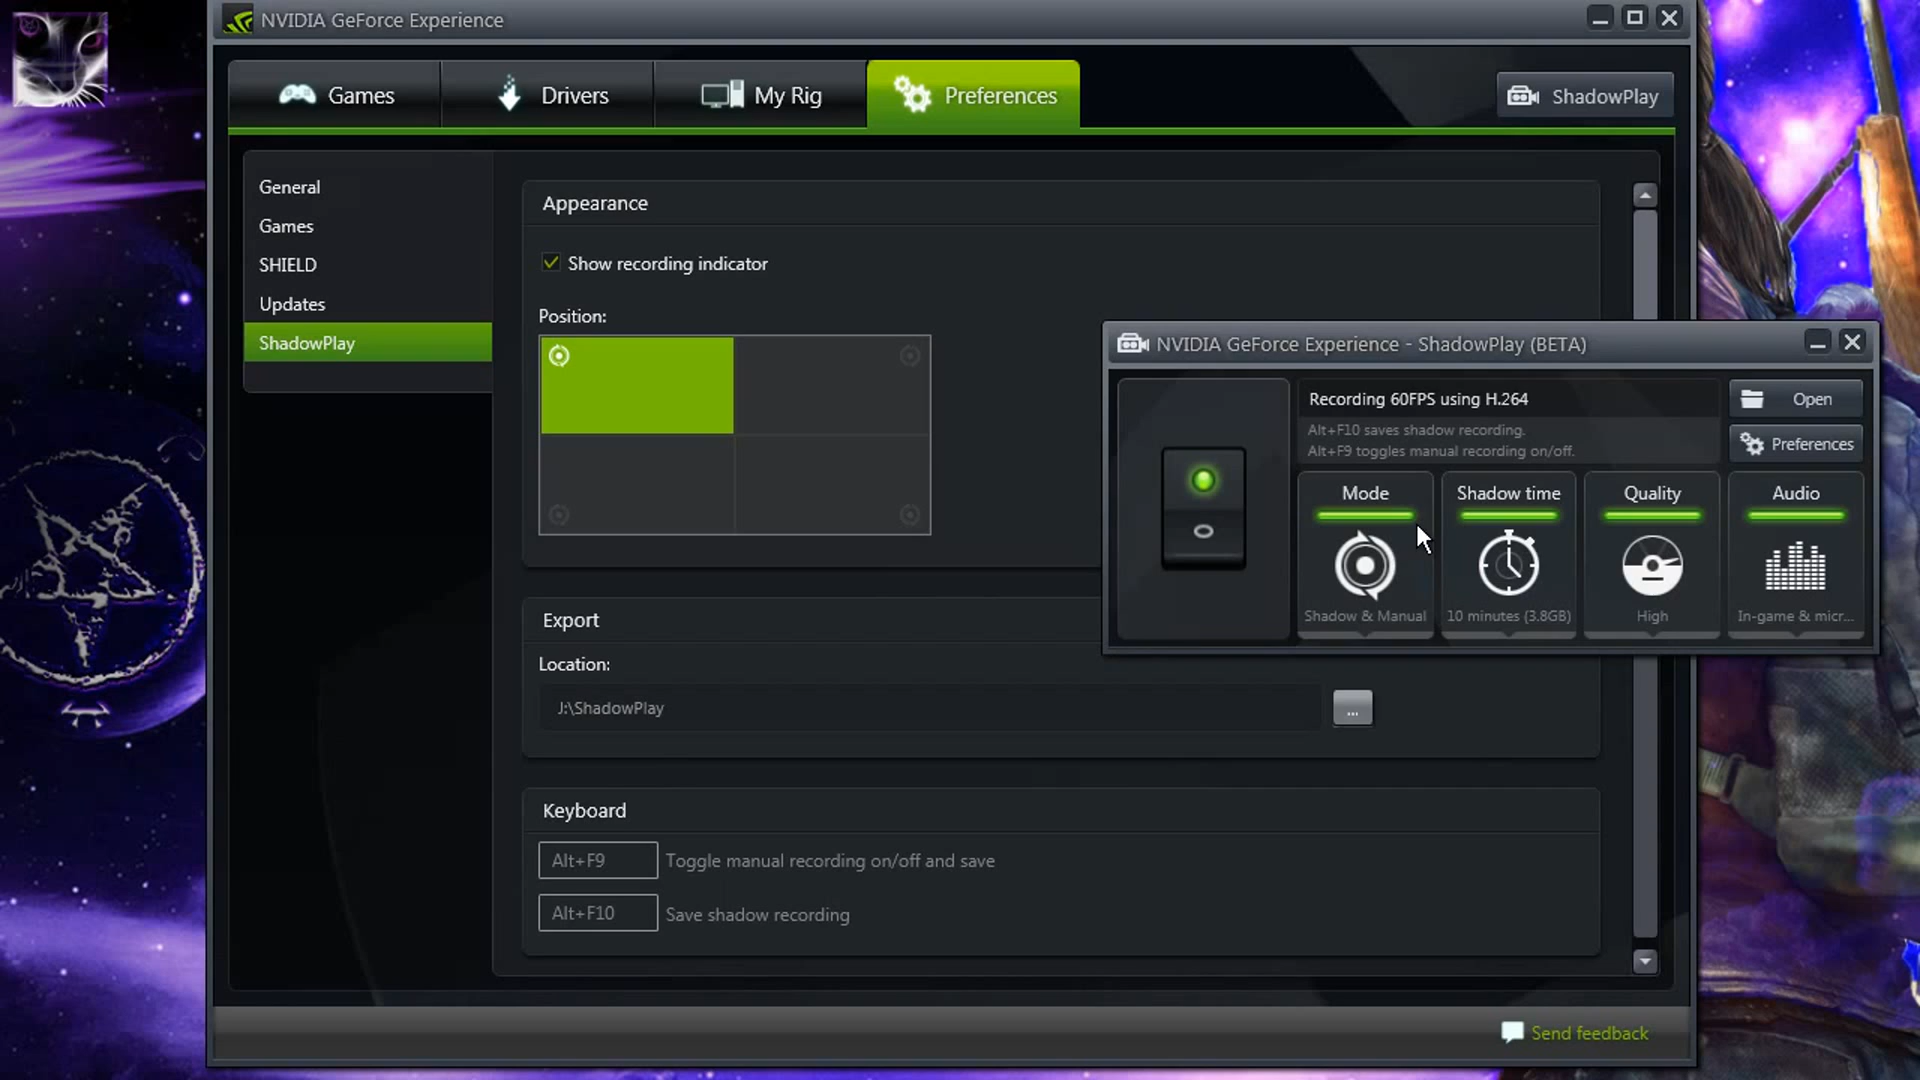 NVIDIA GeForce Experience
Games
Drivers
My Rig
Preferences
ShadowPlay
General
Games
SHIELD
Updates
ShadowPlay
Appearance
Show recording indicator
Position:
NVIDIA GeForce Experience - ShadowPlay (BETA)
Recording 60FPS using H.264
Alt+F10 saves shadow recording.
Alt+F9 toggles manual recording on/off.
Open
Preferences
Mode
Shadow & Manual
Shadow time
10 minutes (3.8GB)
Quality
High
Audio
In-game & micr...
Export
Location:
J:\ShadowPlay
...
Keyboard
Alt+F9 Toggle manual recording on/off and save
Alt+F10 Save shadow recording
Send feedback